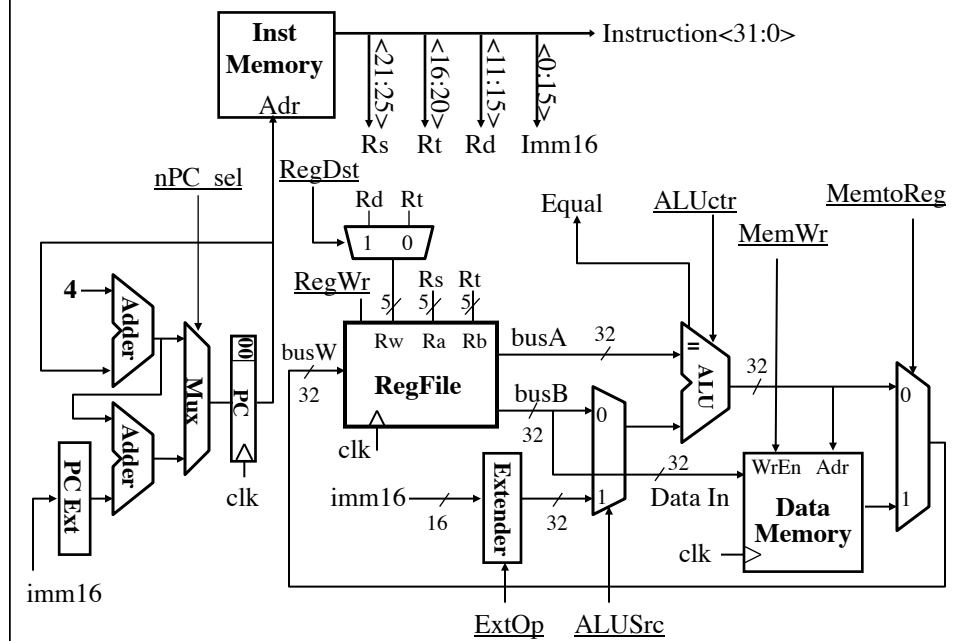 Inst
Memory
Adr
Instruction<31:0>
<21:25>
<16:20>
<11:15>
<0:15>
Rs
Rt
Rd
Imm16
nPC_sel
RegDst
Rd
Rt
1
0
Equal
ALUctr
MemWr
MemtoReg
4
Adder
Mux
00
PC
clk
Adder
PC Ext
imm16
RegWr
Rs
Rt
5
5
5
busW
32
Rw
Ra
Rb
RegFile
clk
busA
32
busB
32
0
1
=
ALU
32
imm16
16
Extender
32
32
Data In
WrEn
Adr
Data
Memory
clk
0
1
ExtOp
ALUSrc